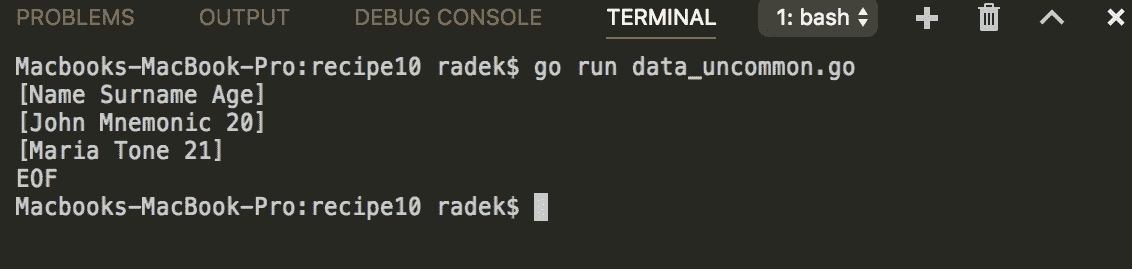 PROBLEMS OUTPUT DEBUG CONSOLE TERMINAL 1: bash
Macbooks-MacBook-Pro:recipe10 radek$ go run data_uncommon.go
[Name Surname Age]
[John Mnemonic 20]
[Maria Tone 21]
EOF
Macbooks-MacBook-Pro:recipe10 radek$